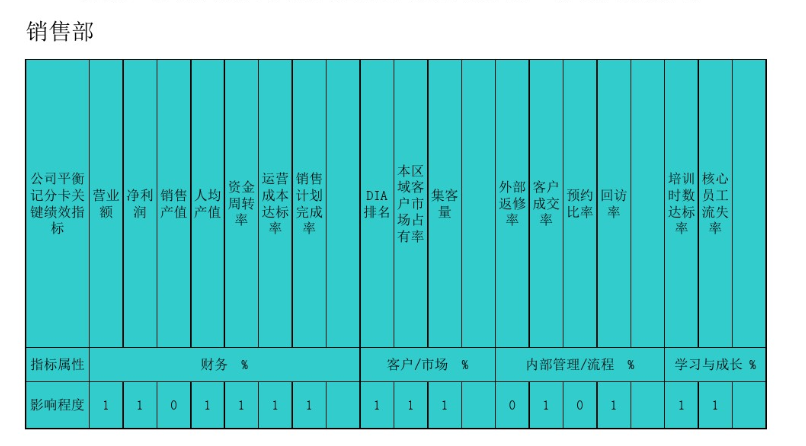 销售部
公司平衡
记分卡关
键绩效指
标
营业
额
净利
润
销售
产值
人均
产值
资金
周转
率
运营
成本
达标
率
销售
计划
完成
率
DIA
排名
本区
域客
户市
场占
有率
集客
量
外部
返修
率
客户
成交
率
预约
比率
回访
率
培训
时数
达标
率
核心
员工
流失
率
指标属性 财务 % 客户/市场 % 内部管理/流程 % 学习与成长 %
影响程度 1 1 0 1 1 1 1 1 1 1 0 1 0 1 1 1